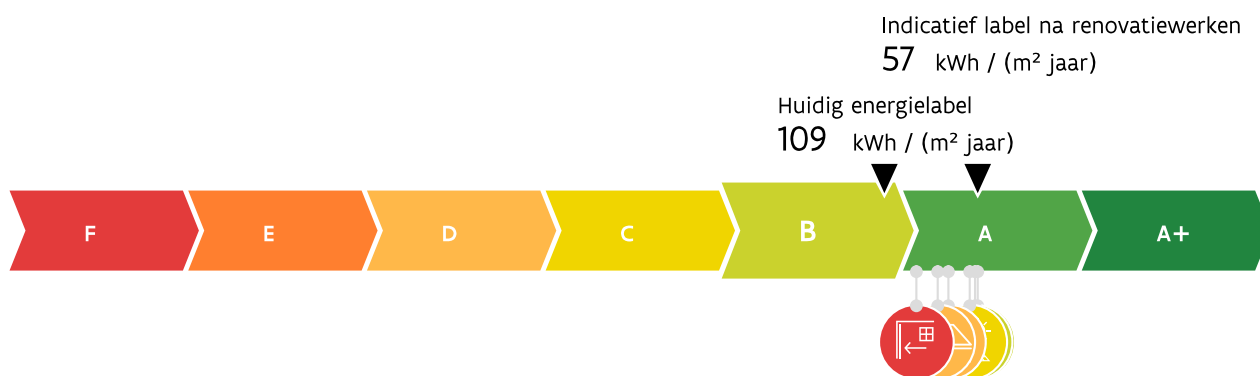 Indicatief label na renovatiewerken
57 kWh / (m² jaar)
Huidig energielabel
109 kWh / (m² jaar)
F E D C B A A+